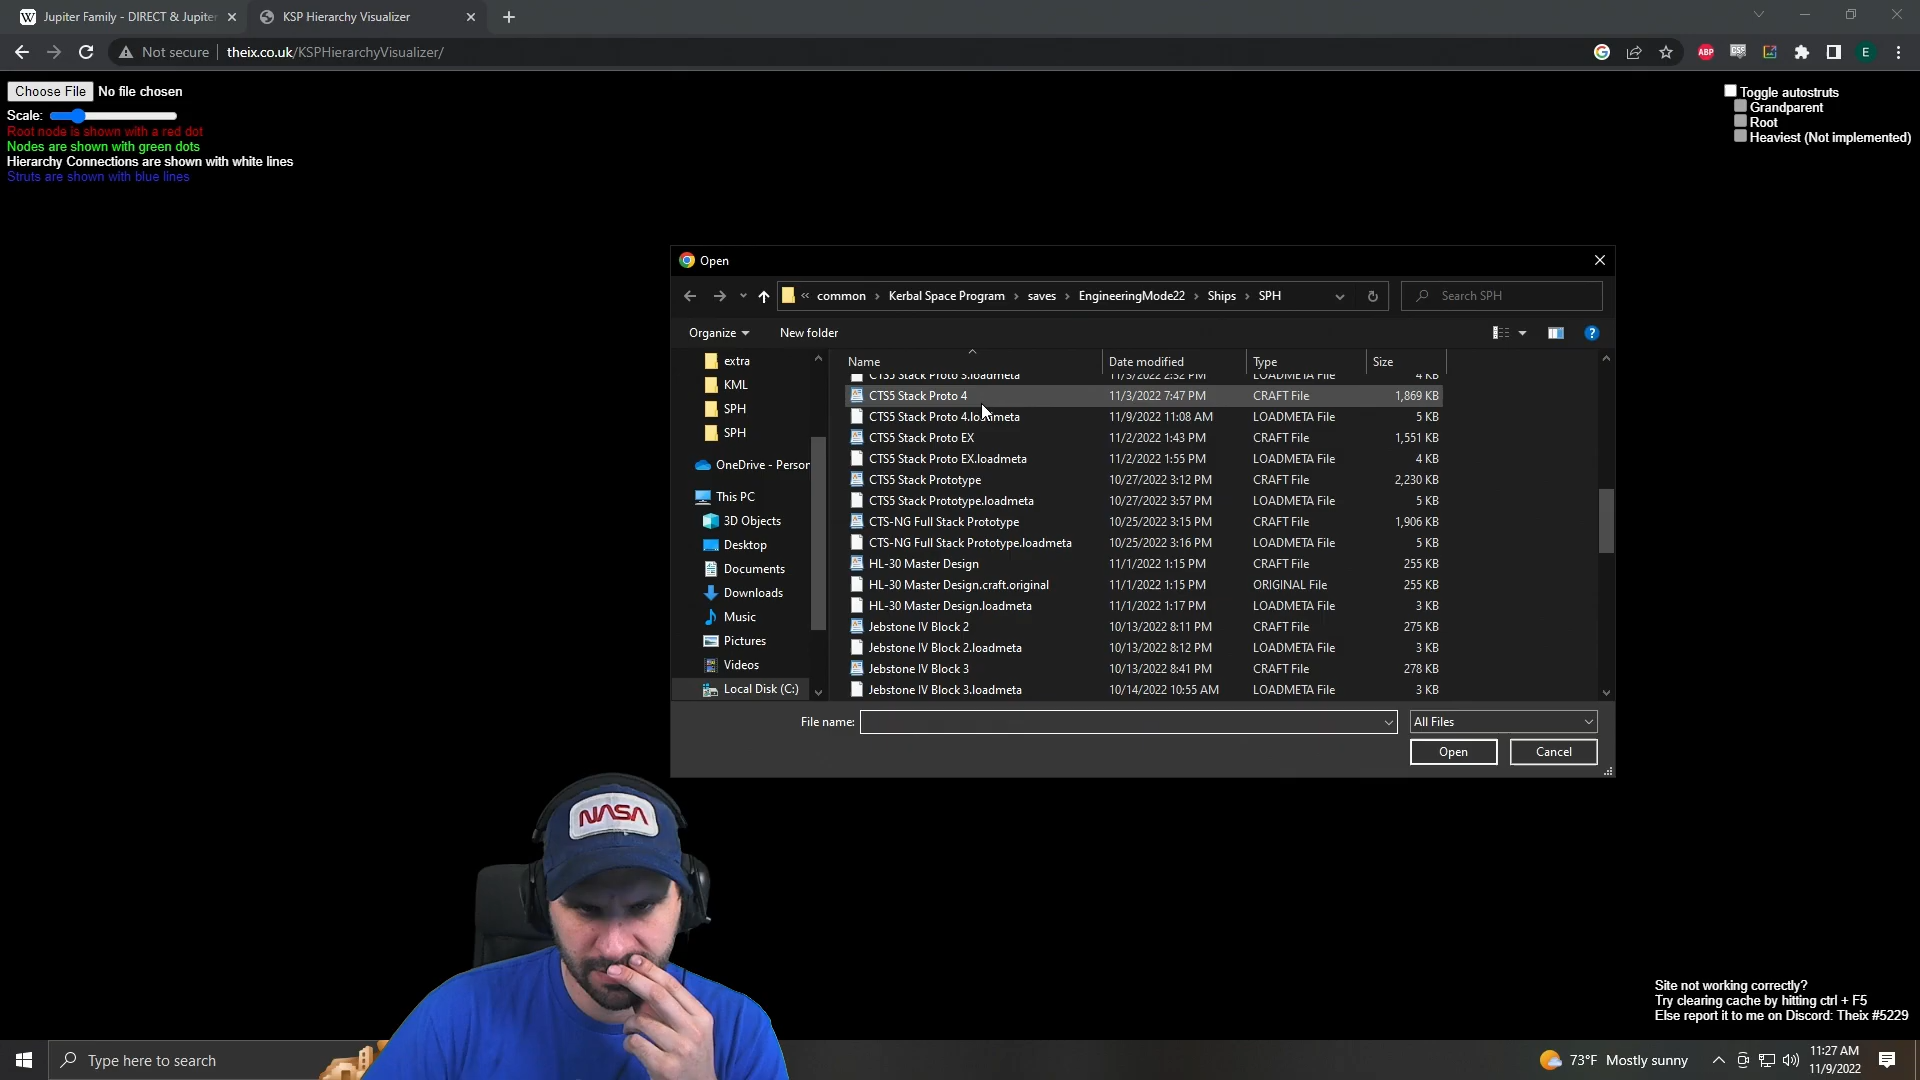 Jupiter Family - DIRECT & Jupiter
KSP Hierarchy Visualizer
Not secure
theix.co.uk/KSPHierarchyVisualizer/
ABP
E
Choose File No file chosen
Scale:
Root node is shown with a red dot
Nodes are shown with green dots
Hierarchy Connections are shown with white lines
Struts are shown with blue lines
Toggle autostruts
Grandparent
Root
Heaviest (Not implemented)
Open
« common › Kerbal Space Program › saves › EngineeringMode22 › Ships › SPH
Search SPH
Organize
New folder
extra
KML
SPH
SPH
OneDrive - Person
This PC
3D Objects
Desktop
Documents
Downloads
Music
Pictures
Videos
Local Disk (C:)
Name Date modified Type Size
CTS5 Stack Proto 3.loadmeta 11/3/2022 2:52 PM LOADMETA File 4 KB
CTS5 Stack Proto 4 11/3/2022 7:47 PM CRAFT File 1,869 KB
CTS5 Stack Proto 4.loadmeta 11/9/2022 11:08 AM LOADMETA File 5 KB
CTS5 Stack Proto EX 11/2/2022 1:43 PM CRAFT File 1,551 KB
CTS5 Stack Proto EX.loadmeta 11/2/2022 1:55 PM LOADMETA File 4 KB
CTS5 Stack Prototype 10/27/2022 3:12 PM CRAFT File 2,230 KB
CTS5 Stack Prototype.loadmeta 10/27/2022 3:57 PM LOADMETA File 5 KB
CTS-NG Full Stack Prototype 10/25/2022 3:15 PM CRAFT File 1,906 KB
CTS-NG Full Stack Prototype.loadmeta 10/25/2022 3:16 PM LOADMETA File 5 KB
HL-30 Master Design 11/1/2022 1:15 PM CRAFT File 255 KB
HL-30 Master Design.craft.original 11/1/2022 1:15 PM ORIGINAL File 255 KB
HL-30 Master Design.loadmeta 11/1/2022 1:17 PM LOADMETA File 3 KB
Jebstone IV Block 2 10/13/2022 8:11 PM CRAFT File 275 KB
Jebstone IV Block 2.loadmeta 10/13/2022 8:12 PM LOADMETA File 3 KB
Jebstone IV Block 3 10/13/2022 8:41 PM CRAFT File 278 KB
Jebstone IV Block 3.loadmeta 10/14/2022 10:55 AM LOADMETA File 3 KB
File name:
All Files
Open
Cancel
NASA
Site not working correctly?
Try clearing cache by hitting ctrl + F5
Else report it to me on Discord: Theix #5229
Type here to search
73°F Mostly sunny
11:27 AM
11/9/2022